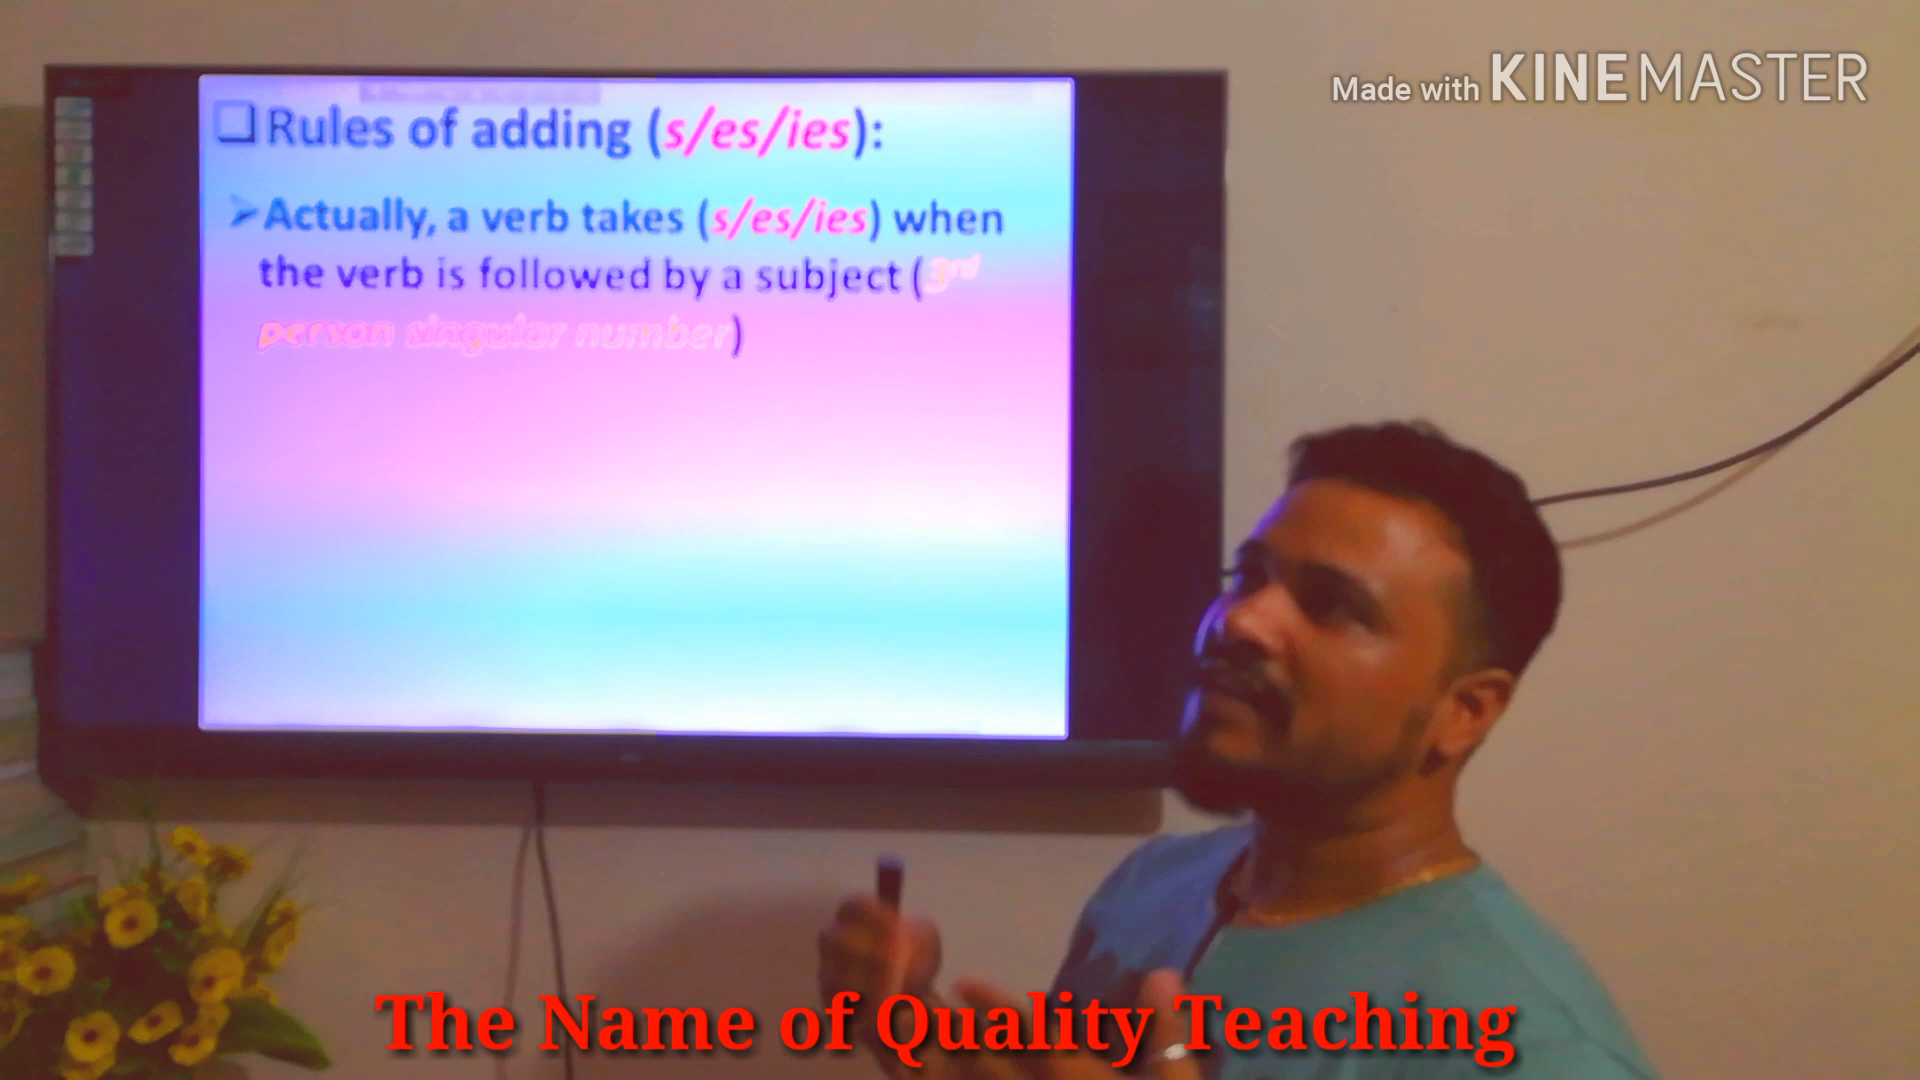 Made with KINEMASTER
Rules of adding (s/es/ies):
Actually, a verb takes (s/es/ies) when
the verb is followed by a subject (3rd
person singular number)
The Name of Quality Teaching